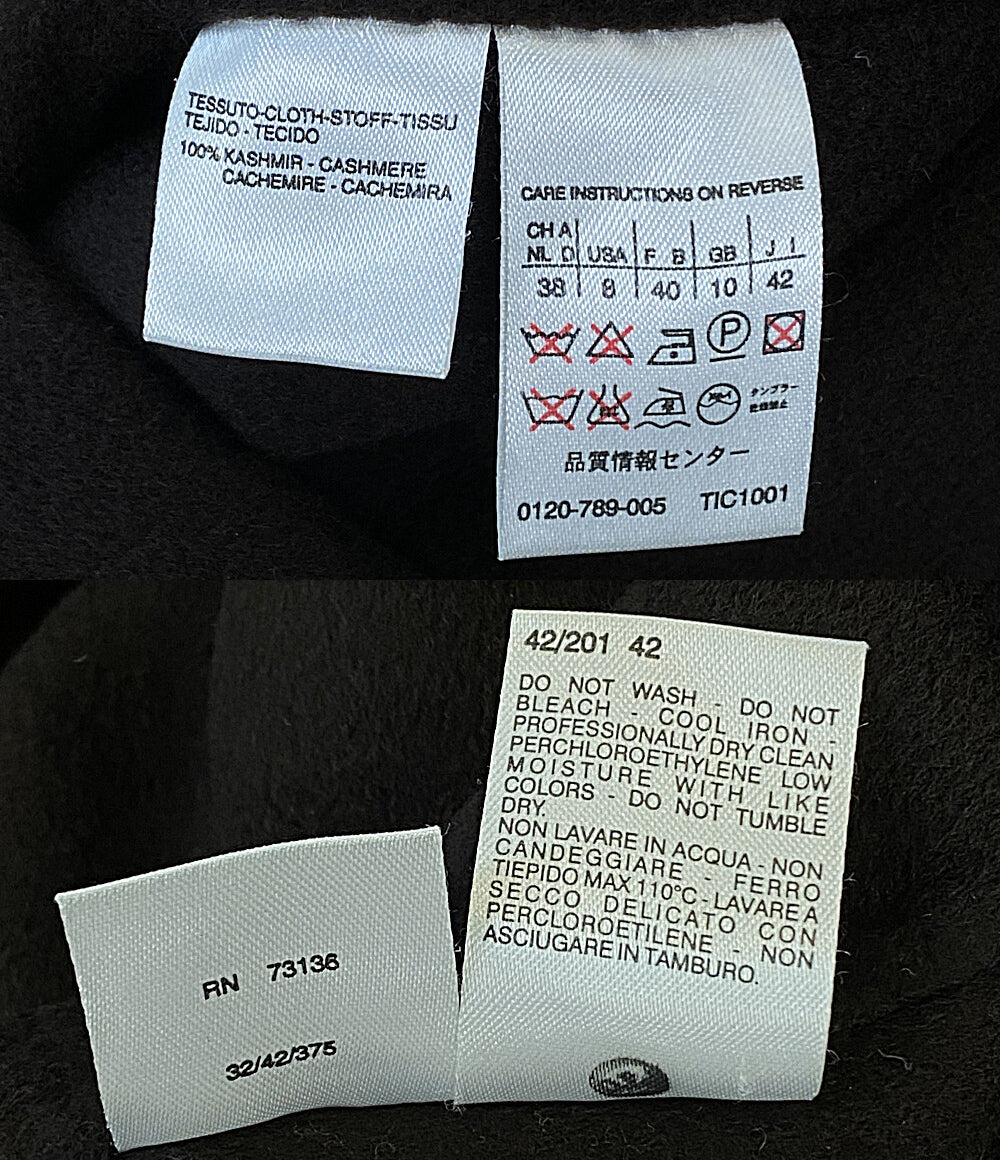 TESSUTO-CLOTH-STOFF-TISSU
TEJIDO - TECIDO
100% KASHMIR - CASHMERE
CACHEMIRE - CACHEMIRA
CARE INSTRUCTIONS ON REVERSE
CH A
NL D USA F B GB J I
38 8 40 10 42
P
タンブラー
乾燥禁止
品質情報センター
0120-789-005 TIC1001
42/201 42
DO NOT WASH - DO NOT
BLEACH - COOL IRON -
PROFESSIONALLY DRY CLEAN
PERCHLOROETHYLENE LOW
MOISTURE WITH LIKE
COLORS - DO NOT TUMBLE
DRY.
NON LAVARE IN ACQUA - NON
CANDEGGIARE - FERRO
TIEPIDO MAX 110°C - LAVARE A
SECCO DELICATO CON
PERCLOROETILENE - NON
ASCIUGARE IN TAMBURO.
RN 73136
32/42/375